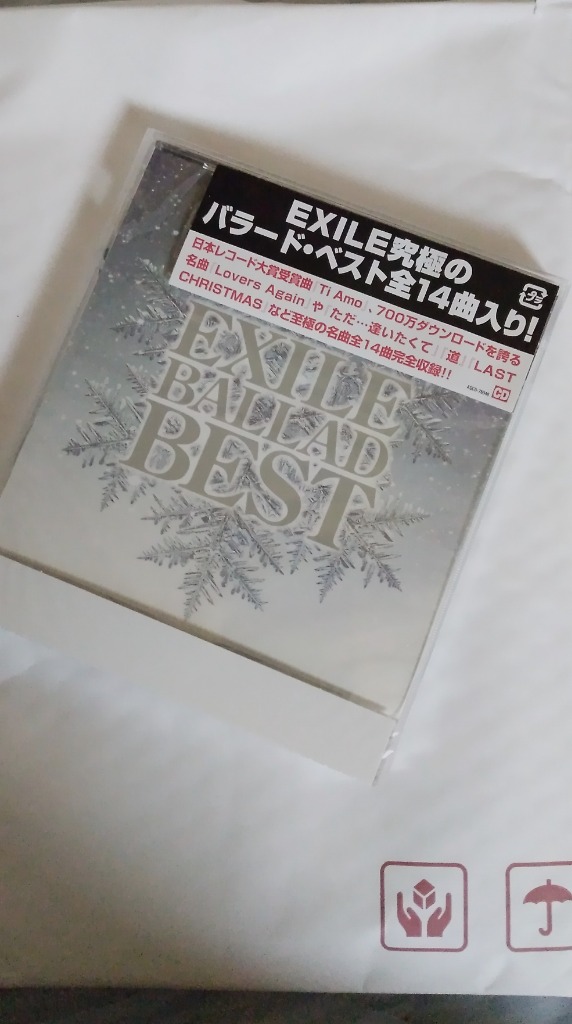 EXILE究極の
バラード・ベスト全14曲入り!
プラ
日本レコード大賞受賞曲『Ti Amo』、700万ダウンロードを誇る
名曲『Lovers Again』や『ただ…逢いたくて』『道』『LAST
CHRISTMAS』など至極の名曲全14曲完全収録!!
CD
EXILE
BALLAD
BEST